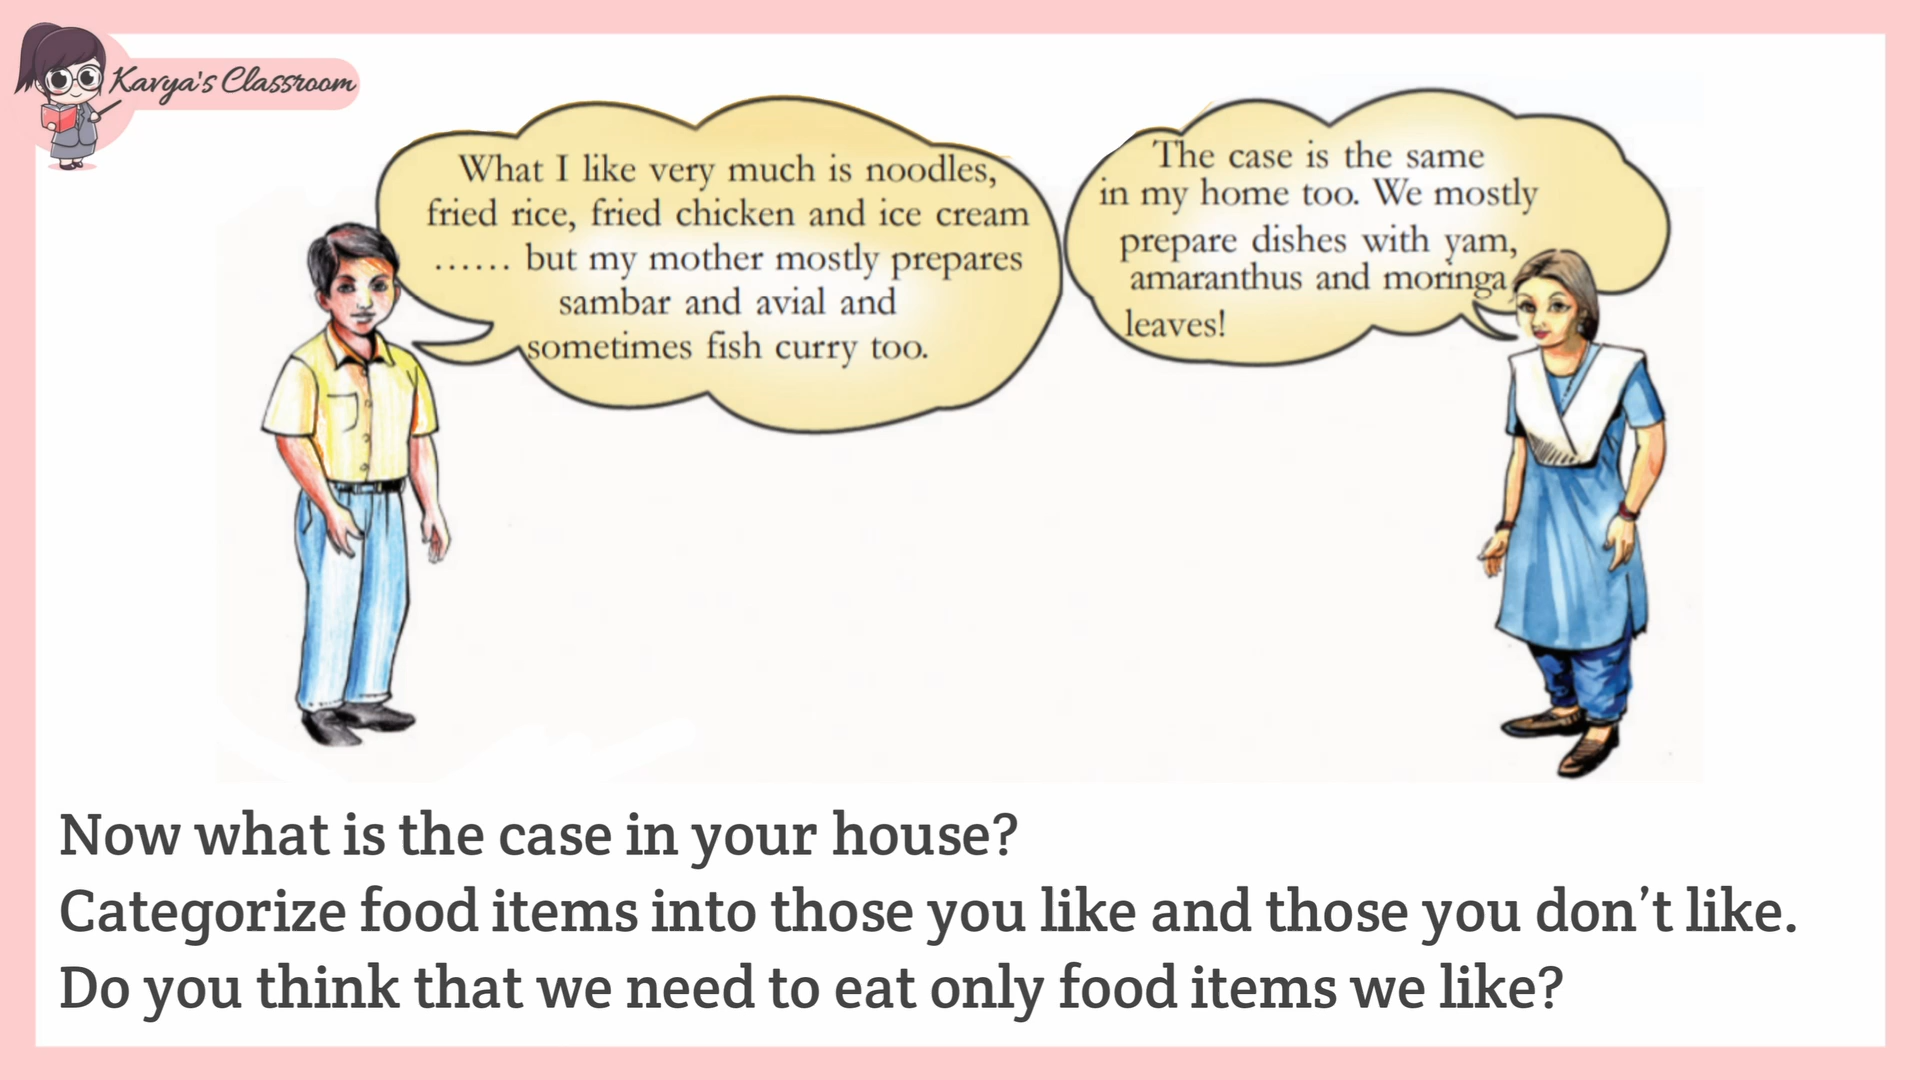 Kavya's Classroom
What I like very much is noodles,
fried rice, fried chicken and ice cream
...... but my mother mostly prepares
sambar and avial and
sometimes fish curry too.
The case is the same
in my home too. We mostly
prepare dishes with yam,
amaranthus and moringa
leaves!
Now what is the case in your house?
Categorize food items into those you like and those you don’t like.
Do you think that we need to eat only food items we like?